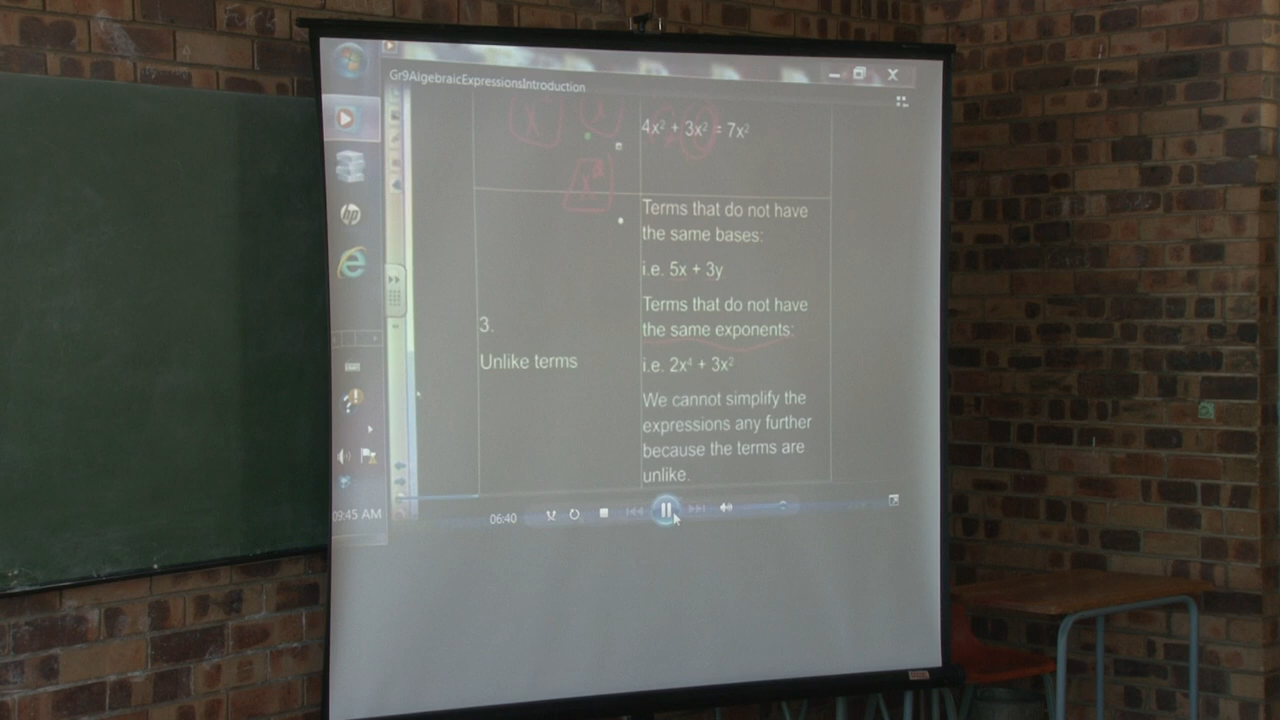 Gr9AlgebraicExpressionsIntroduction
4x² + 3x² = 7x²
Terms that do not have
the same bases:
i.e. 5x + 3y
Terms that do not have
the same exponents:
3.
Unlike terms
i.e. 2x⁴ + 3x²
We cannot simplify the
expressions any further
because the terms are
unlike.
hp
09:45 AM
06:40